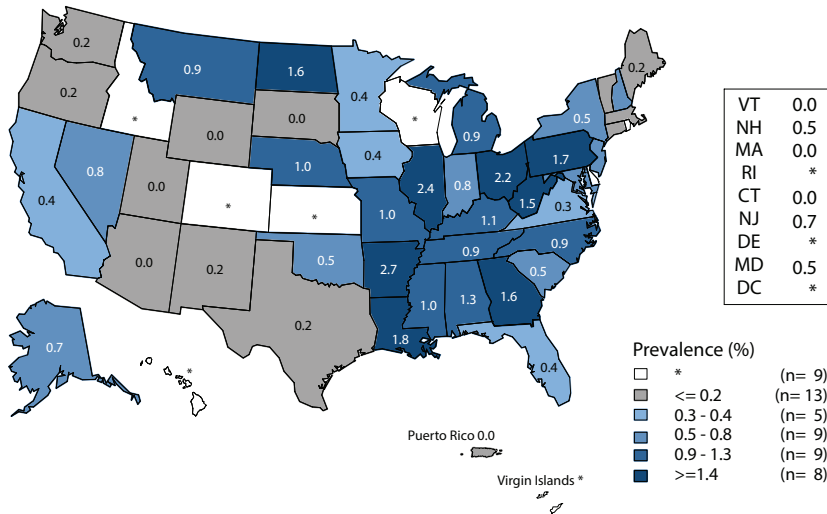 0.2
0.2
0.9
1.6
0.4
*
0.2
*
0.0
0.0
0.9
0.5
0.4
0.8
0.0
*
1.0
0.4
2.4
0.8
2.2
1.7
1.5
0.3
*
1.0
1.1
0.0
0.2
0.5
2.7
0.9
0.9
0.5
0.2
1.8
1.0
1.3
1.6
0.4
0.7
*
VT 0.0
NH 0.5
MA 0.0
RI *
CT 0.0
NJ 0.7
DE *
MD 0.5
DC *
Prevalence (%)
* (n= 9)
<= 0.2 (n= 13)
0.3 - 0.4 (n= 5)
0.5 - 0.8 (n= 9)
0.9 - 1.3 (n= 9)
>=1.4 (n= 8)
Puerto Rico 0.0
Virgin Islands *